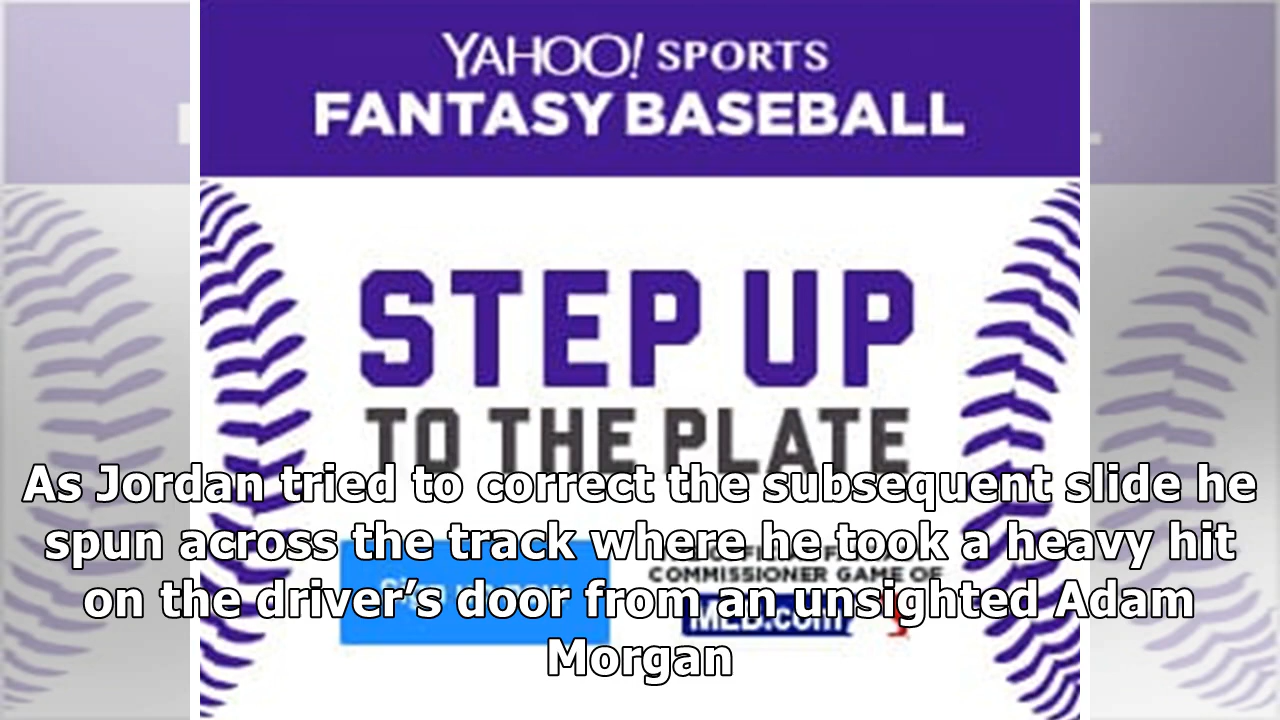 YAHOO! SPORTS
FANTASY BASEBALL
STEP UP
TO THE PLATE
As Jordan tried to correct the subsequent slide he
spun across the track where he took a heavy hit
COMMISSIONER GAME OF
on the driver’s door from an unsighted Adam
MLB.com
Morgan